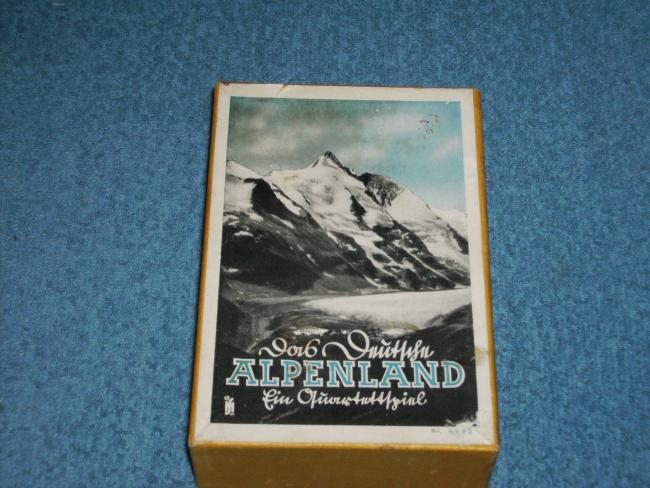 Das Deutsche
ALPENLAND
Ein Quartettspiel